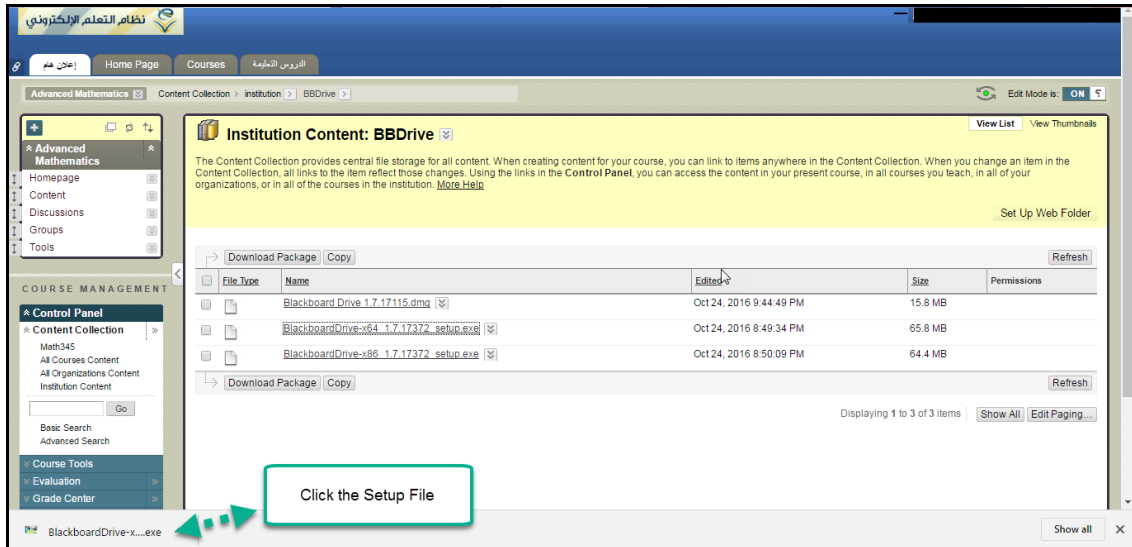 نظام التعلم الإلكتروني
إعلان هام
Home Page
Courses
الدروس التعليمة
Advanced Mathematics
Content Collection > institution > BBDrive >
Edit Mode is: ON
Advanced Mathematics
Homepage
Content
Discussions
Groups
Tools
COURSE MANAGEMENT
Control Panel
Content Collection
Math345
All Courses Content
All Organizations Content
Institution Content
Go
Basic Search
Advanced Search
Course Tools
Evaluation
Grade Center
Institution Content: BBDrive
View List View Thumbnails
The Content Collection provides central file storage for all content. When creating content for your course, you can link to items anywhere in the Content Collection. When you change an item in the
Content Collection, all links to the item reflect those changes. Using the links in the Control Panel, you can access the content in your present course, in all courses you teach, in all of your
organizations, or in all of the courses in the institution. More Help
Set Up Web Folder
Download Package Copy Refresh
File Type Name Edited Size Permissions
Blackboard Drive 1.7.17115.dmg Oct 24, 2016 9:44:49 PM 15.8 MB
BlackboardDrive-x64_1.7.17372_setup.exe Oct 24, 2016 8:49:34 PM 65.8 MB
BlackboardDrive-x86_1.7.17372_setup.exe Oct 24, 2016 8:50:09 PM 64.4 MB
Download Package Copy Refresh
Displaying 1 to 3 of 3 items Show All Edit Paging...
Click the Setup File
BlackboardDrive-x....exe
Show all